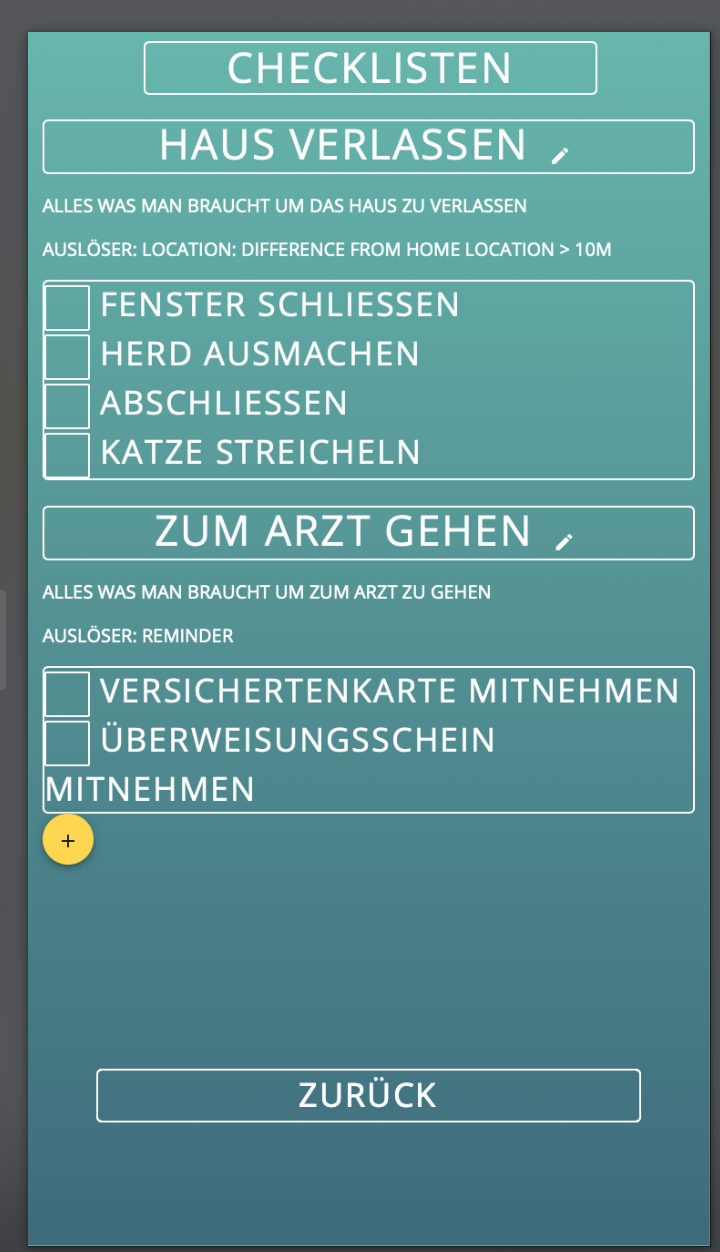 CHECKLISTEN
HAUS VERLASSEN
ALLES WAS MAN BRAUCHT UM DAS HAUS ZU VERLASSEN
AUSLÖSER: LOCATION: DIFFERENCE FROM HOME LOCATION > 10M
FENSTER SCHLIESSEN
HERD AUSMACHEN
ABSCHLIESSEN
KATZE STREICHELN
ZUM ARZT GEHEN
ALLES WAS MAN BRAUCHT UM ZUM ARZT ZU GEHEN
AUSLÖSER: REMINDER
VERSICHERTENKARTE MITNEHMEN
ÜBERWEISUNGSSCHEIN
MITNEHMEN
+
ZURÜCK